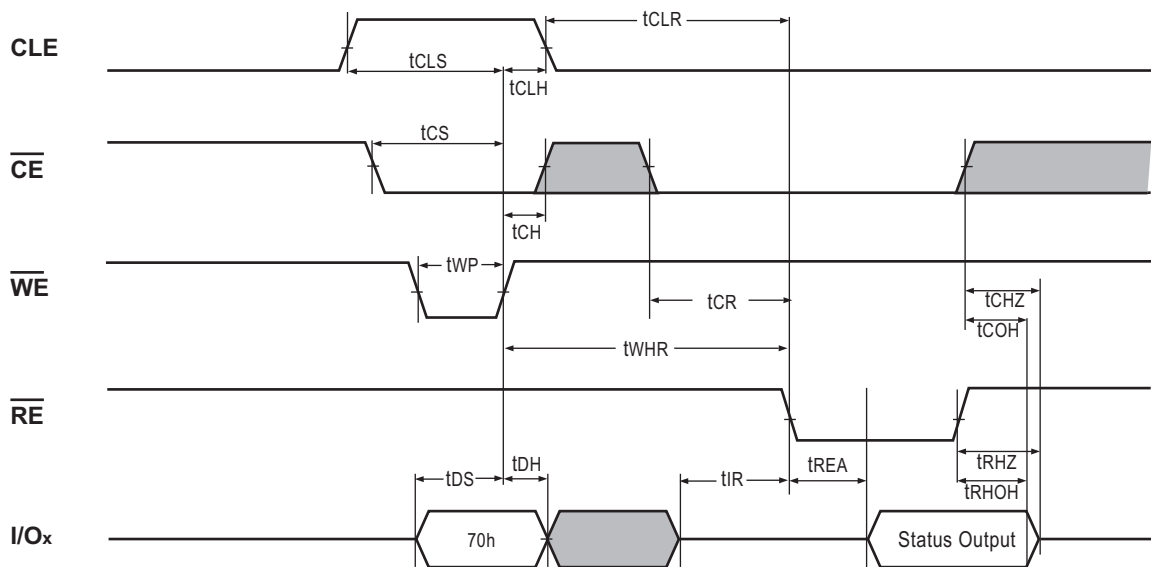 tCLR
CLE
tCLS
tCLH
tCS
CE
tCH
tWP
WE
tCR
tCHZ
tCOH
tWHR
RE
tDS
tDH
tIR
tREA
tRHZ
tRHOH
I/Ox
70h
Status Output